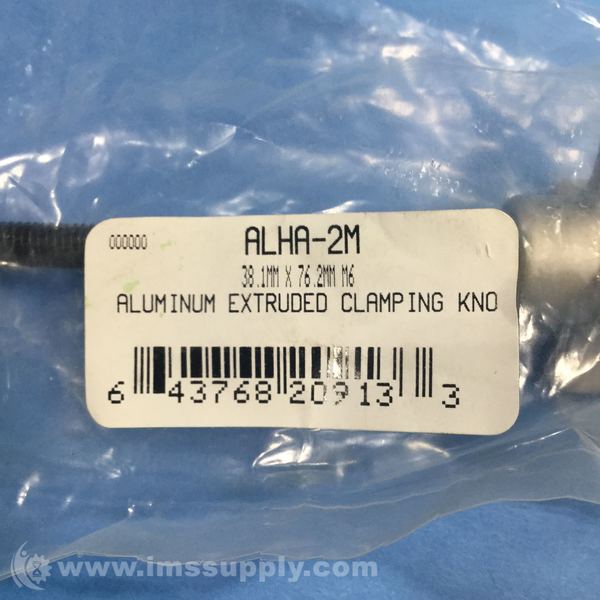 000000
ALHA-2M
38.1MM X 76.2MM M6
ALUMINUM EXTRUDED CLAMPING KNO
6 43768 20913 3
www.imssupply.com